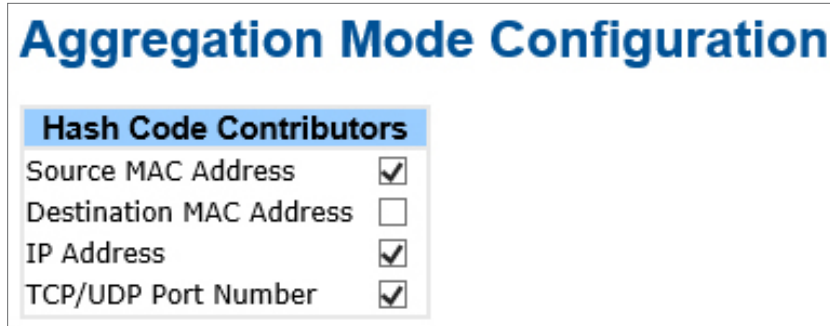 Aggregation Mode Configuration
Hash Code Contributors
Source MAC Address
Destination MAC Address
IP Address
TCP/UDP Port Number